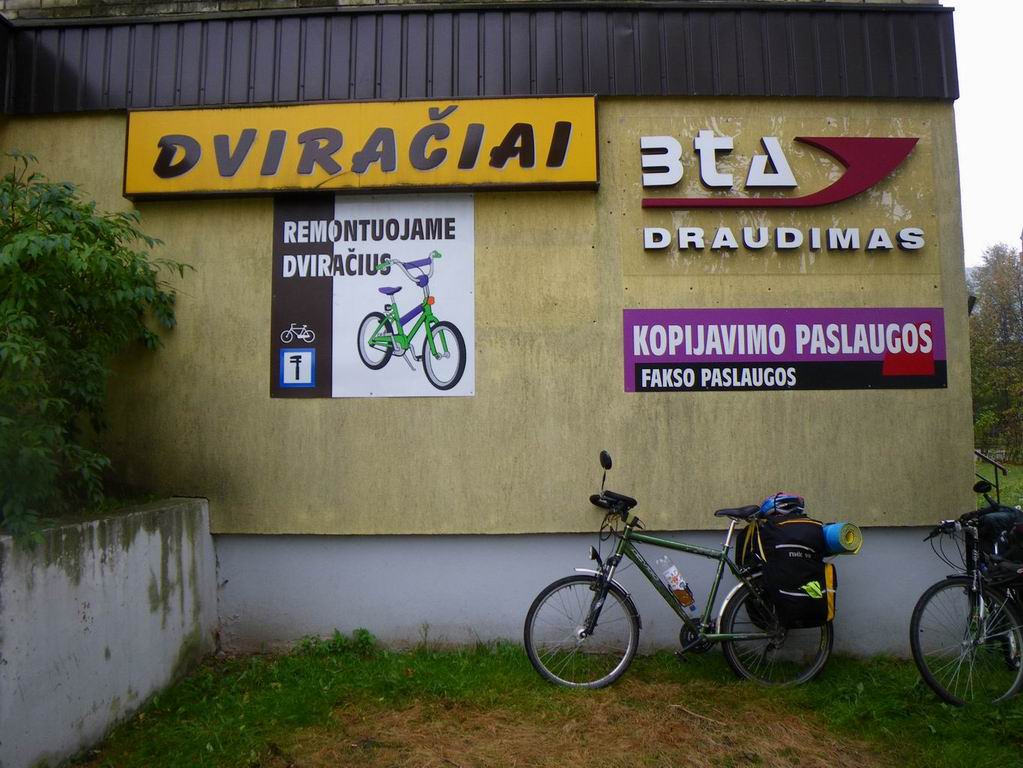 DVIRAČIAI
REMONTUOJAME
DVIRAČIUS
BTA
DRAUDIMAS
KOPIJAVIMO PASLAUGOS
FAKSO PASLAUGOS